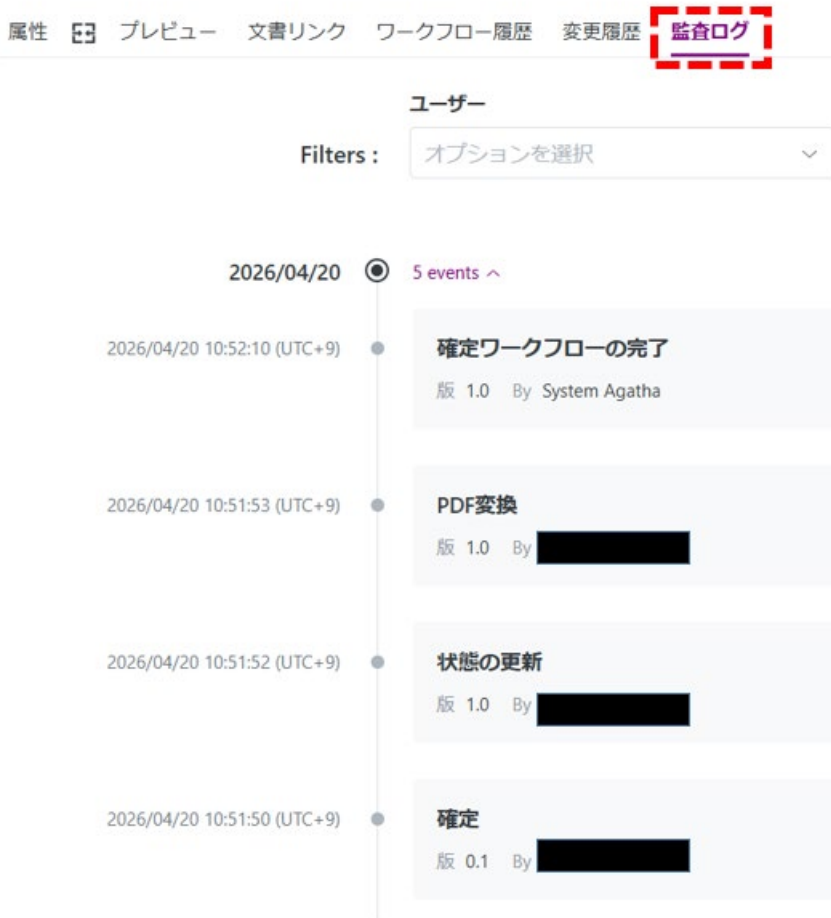 属性 プレビュー 文書リンク ワークフロー履歴 変更履歴 監査ログ
ユーザー
Filters : オプションを選択
2026/04/20 5 events
2026/04/20 10:52:10 (UTC+9) 確定ワークフローの完了
版 1.0 By System Agatha
2026/04/20 10:51:53 (UTC+9) PDF変換
版 1.0 By
2026/04/20 10:51:52 (UTC+9) 状態の更新
版 1.0 By
2026/04/20 10:51:50 (UTC+9) 確定
版 0.1 By